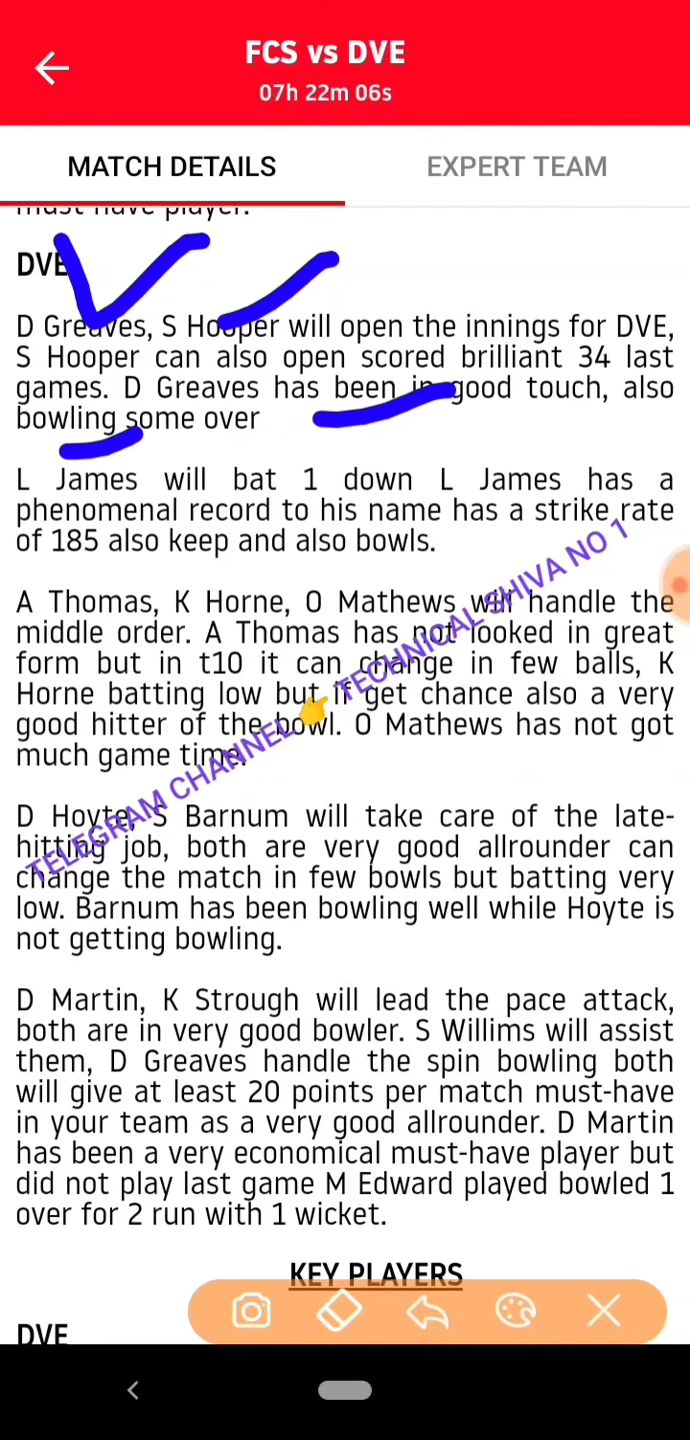 FCS vs DVE
07h 22m 06s
MATCH DETAILS
EXPERT TEAM
must have player.
DVE
D Greaves, S Hooper will open the innings for DVE,
S Hooper can also open scored brilliant 34 last
games. D Greaves has been in good touch, also
bowling some over
L James will bat 1 down L James has a
phenomenal record to his name has a strike rate
of 185 also keep and also bowls.
A Thomas, K Horne, O Mathews will handle the
middle order. A Thomas has not looked in great
form but in t10 it can change in few balls, K
Horne batting low but if get chance also a very
good hitter of the bowl. O Mathews has not got
much game time.
TELEGRAM CHANNEL 👉 TECHNICAL SHIVA NO 1
D Hoyte, S Barnum will take care of the late-
hitting job, both are very good allrounder can
change the match in few bowls but batting very
low. Barnum has been bowling well while Hoyte is
not getting bowling.
D Martin, K Strough will lead the pace attack,
both are in very good bowler. S Willims will assist
them, D Greaves handle the spin bowling both
will give at least 20 points per match must-have
in your team as a very good allrounder. D Martin
has been a very economical must-have player but
did not play last game M Edward played bowled 1
over for 2 run with 1 wicket.
KEY PLAYERS
DVE